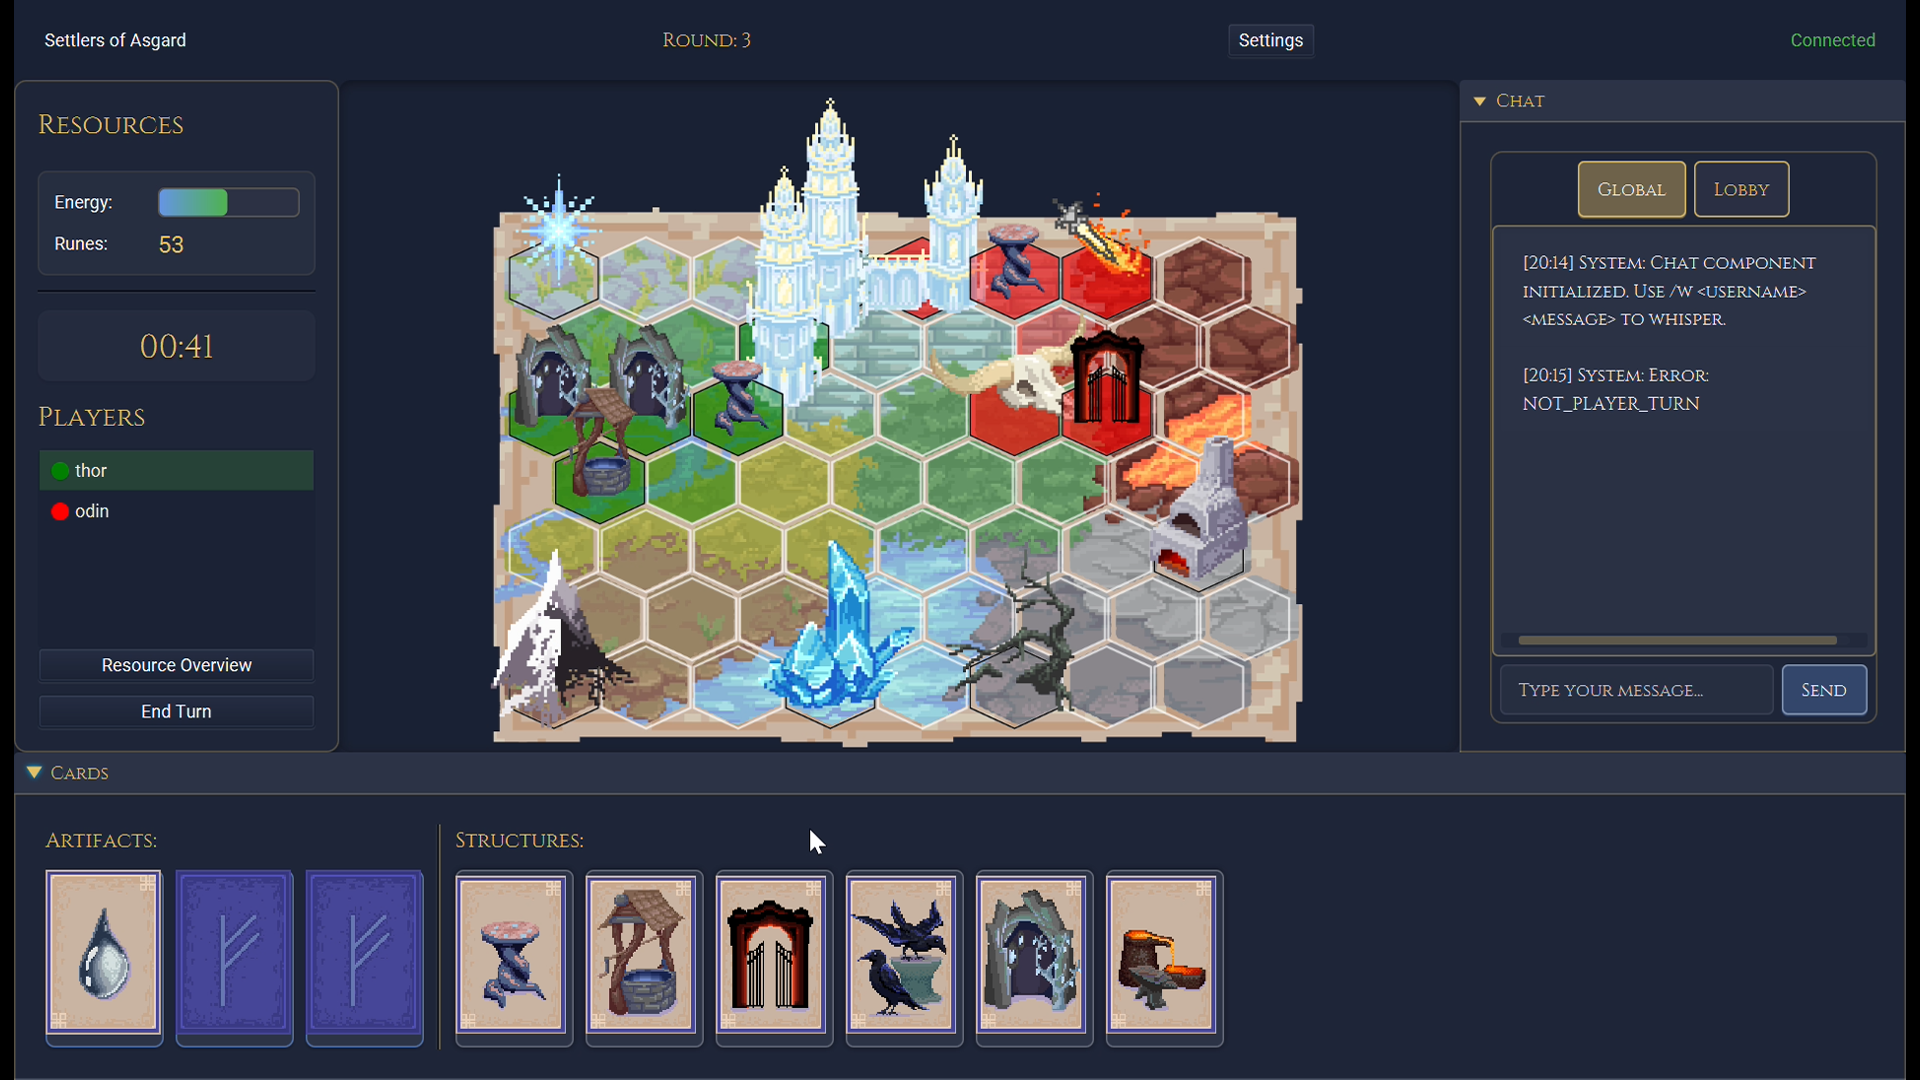 Settlers of Asgard
Round: 3
Settings
Connected
Resources
Energy:
Runes: 53
00:41
Players
thor
odin
Resource Overview
End Turn
Chat
Global
Lobby
[20:14] System: Chat component
initialized. Use /w <username>
<message> to whisper.
[20:15] System: Error:
NOT_PLAYER_TURN
Type your message...
Send
Cards
Artifacts:
Structures: